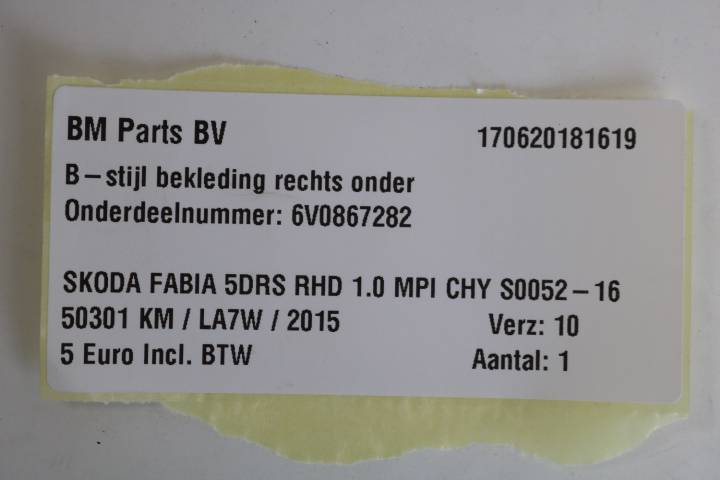 BM Parts BV 170620181619
B-stijl bekleding rechts onder
Onderdeelnummer: 6V0867282
SKODA FABIA 5DRS RHD 1.0 MPI CHY S0052-16
50301 KM / LA7W / 2015 Verz: 10
5 Euro Incl. BTW Aantal: 1